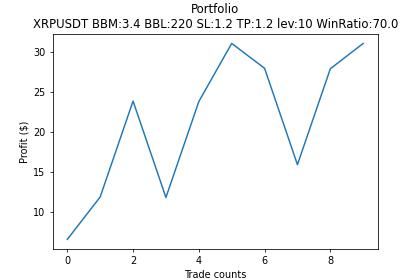 Portfolio
XRPUSDT BBM:3.4 BBL:220 SL:1.2 TP:1.2 lev:10 WinRatio:70.0
30
25
20
15
10
Profit ($)
0 2 4 6 8
Trade counts